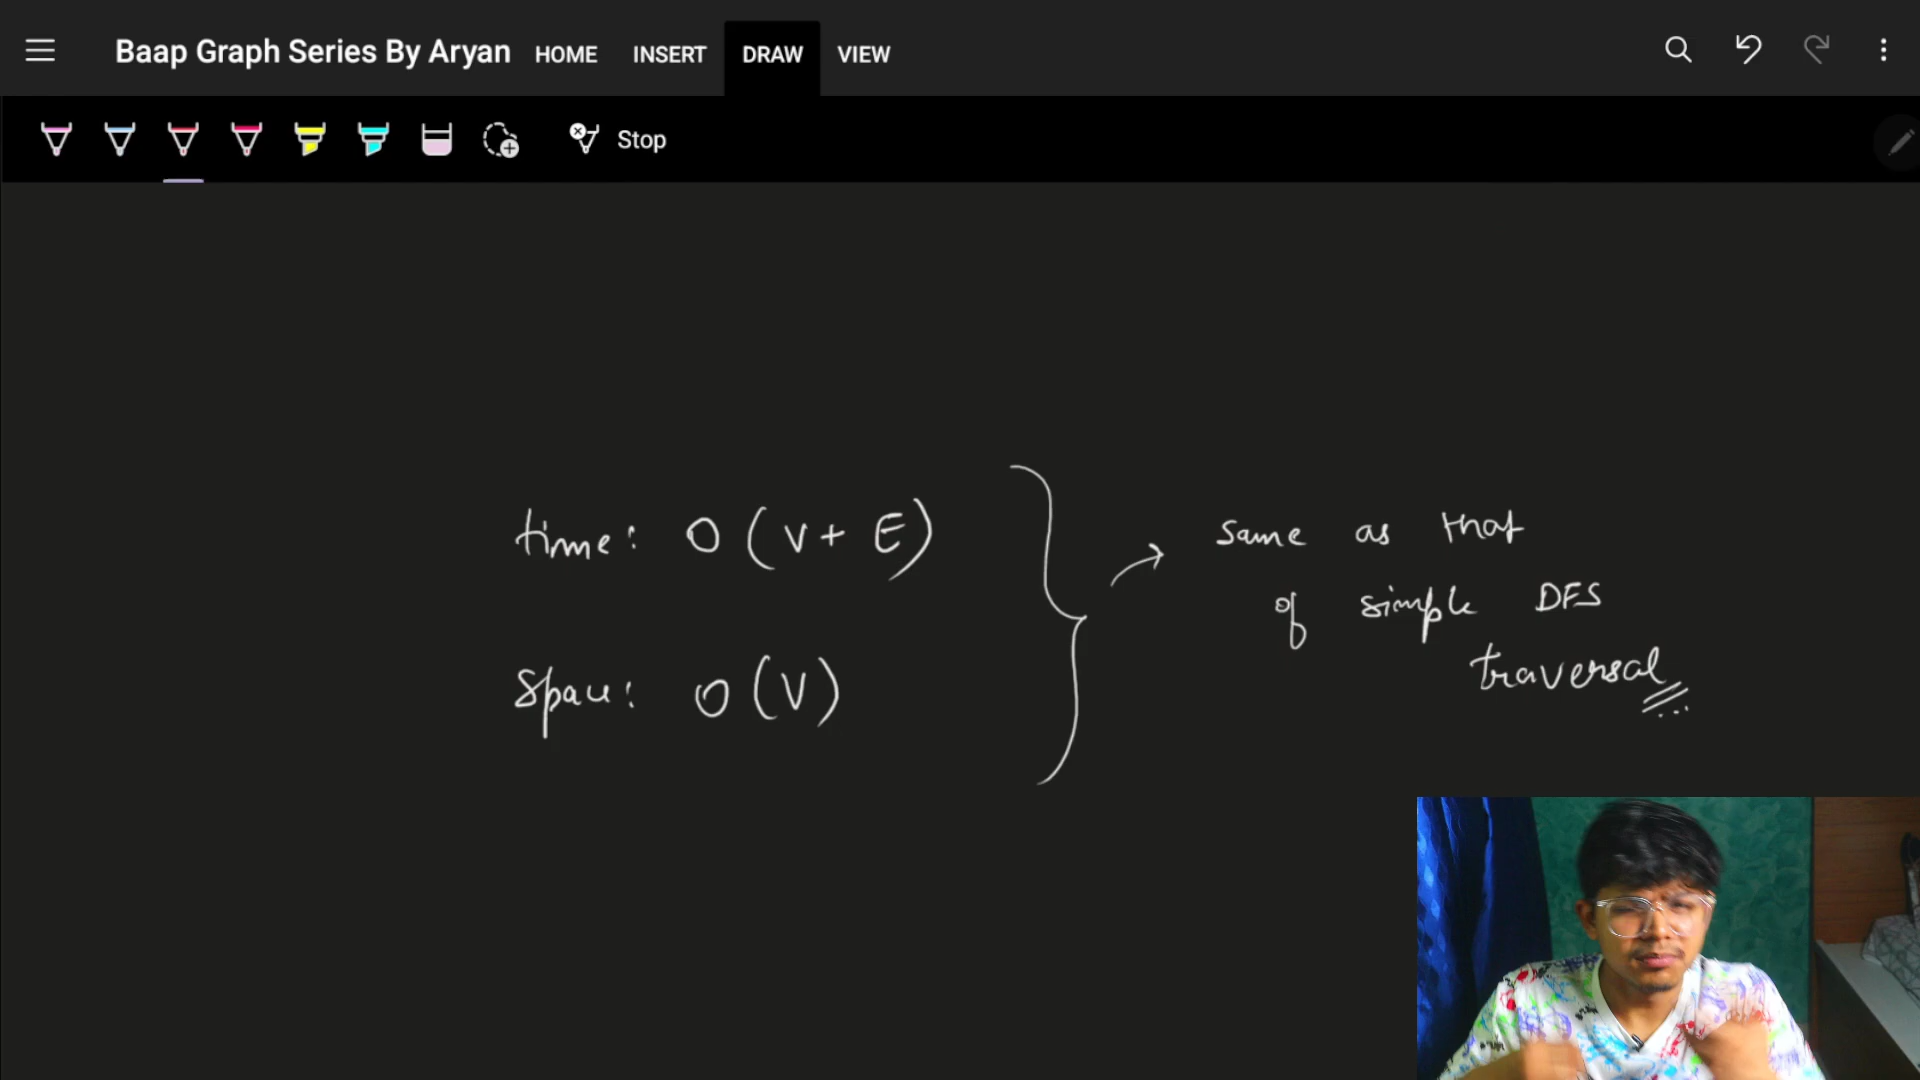 Baap Graph Series By Aryan HOME INSERT DRAW VIEW
Stop
time: O (V + E)
Space: O (V)
same as that
of simple DFS
traversal